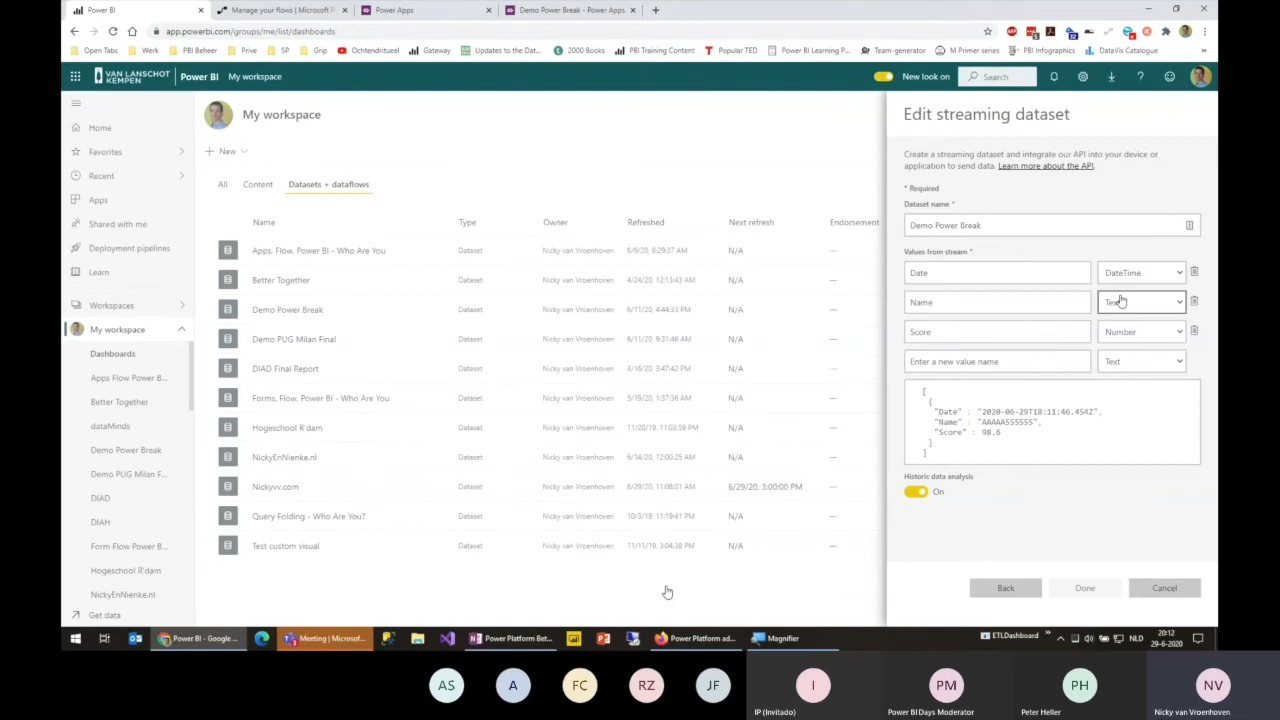 Power BI
Manage your flows | Microsoft P
Power Apps
Demo Power Break - Power Apps
app.powerbi.com/groups/me/list/dashboards
Open Tabs
Werk
PBI Beheer
Prive
SP
Grip
Ochtendritueel
Gateway
Updates to the Dat...
2000 Books
PBI Training Content
Popular TED
Power BI Learning P...
Team-generator
M Primer series
PBI Infographics
DataVis Catalogue
VAN LANSCHOT
KEMPEN
Power BI
My workspace
New look on
Search
Home
Favorites
Recent
Apps
Shared with me
Deployment pipelines
Learn
Workspaces
My workspace
Dashboards
Apps Flow Power B...
Better Together
dataMinds
Demo Power Break
Demo PUG Milan F...
DIAD
DIAH
Form Flow Power B...
Hogeschool R'dam
NickyEnNienke.nl
Get data
My workspace
New
All
Content
Datasets + dataflows
Name
Type
Owner
Refreshed
Next refresh
Endorsement
Apps, Flow, Power BI - Who Are You
Dataset
Nicky van Vroenhoven
6/9/20, 8:29:37 AM
N/A
—
Better Together
Dataset
Nicky van Vroenhoven
4/24/20, 12:13:43 AM
N/A
—
Demo Power Break
Dataset
Nicky van Vroenhoven
6/11/20, 4:44:33 PM
N/A
—
Demo PUG Milan Final
Dataset
Nicky van Vroenhoven
6/11/20, 9:31:46 AM
N/A
—
DIAD Final Report
Dataset
Nicky van Vroenhoven
3/16/20, 3:47:42 PM
N/A
—
Forms, Flow, Power BI - Who Are You
Dataset
Nicky van Vroenhoven
5/19/20, 1:37:36 AM
N/A
—
Hogeschool R'dam
Dataset
Nicky van Vroenhoven
11/20/19, 11:03:59 PM
N/A
—
NickyEnNienke.nl
Dataset
Nicky van Vroenhoven
6/14/20, 12:00:25 AM
N/A
—
Nickyvv.com
Dataset
Nicky van Vroenhoven
6/29/20, 11:08:01 AM
6/29/20, 3:00:00 PM
—
Query Folding - Who Are You?
Dataset
Nicky van Vroenhoven
10/3/19, 11:19:41 PM
N/A
—
Test custom visual
Dataset
Nicky van Vroenhoven
11/11/19, 3:04:38 PM
N/A
—
Edit streaming dataset
Create a streaming dataset and integrate our API into your device or
application to send data. Learn more about the API.
* Required
Dataset name *
Demo Power Break
Values from stream *
Date
DateTime
Name
Text
Score
Number
Enter a new value name
Text
[
{
"Date" : "2020-06-29T18:11:46.454Z",
"Name" : "AAAAA555555",
"Score" : 98.6
}
]
Historic data analysis
On
Back
Done
Cancel
Power BI - Google ...
Meeting | Microsof...
Power Platform Bet...
Power Platform ad...
Magnifier
ETLDashboard
NLD
20:12
29-6-2020
AS
A
FC
RZ
JF
I
IP (Invitado)
PM
Power BI Days Moderator
PH
Peter Heller
NV
Nicky van Vroenhoven